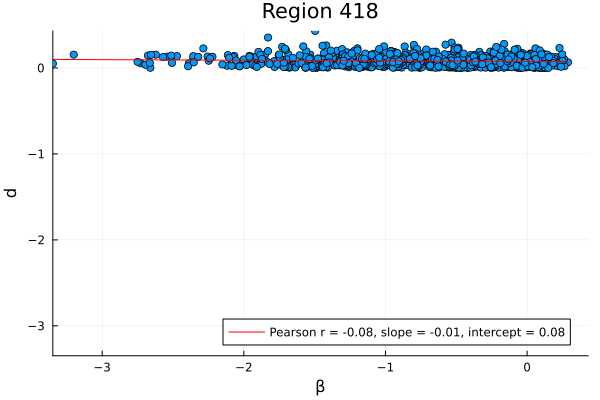 Region 418
0
−1
−2
−3
d
Pearson r = -0.08, slope = -0.01, intercept = 0.08
−3 −2 −1 0
β